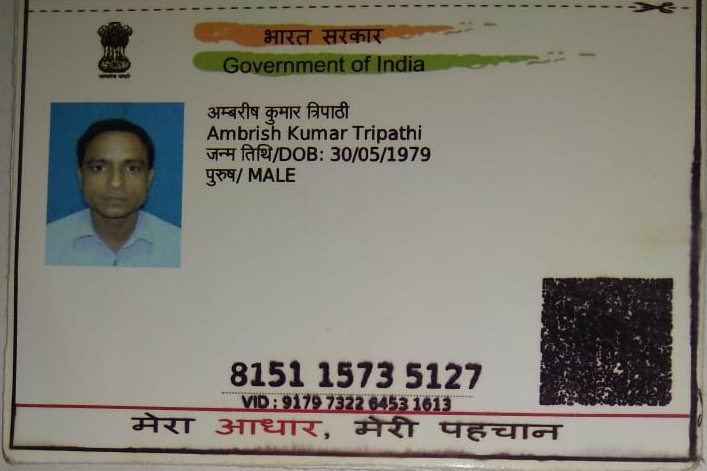 भारत सरकार
Government of India
अम्बरीष कुमार त्रिपाठी
Ambrish Kumar Tripathi
जन्म तिथि/DOB: 30/05/1979
पुरुष/ MALE
8151 1573 5127
VID : 9179 7322 6453 1613
मेरा आधार, मेरी पहचान